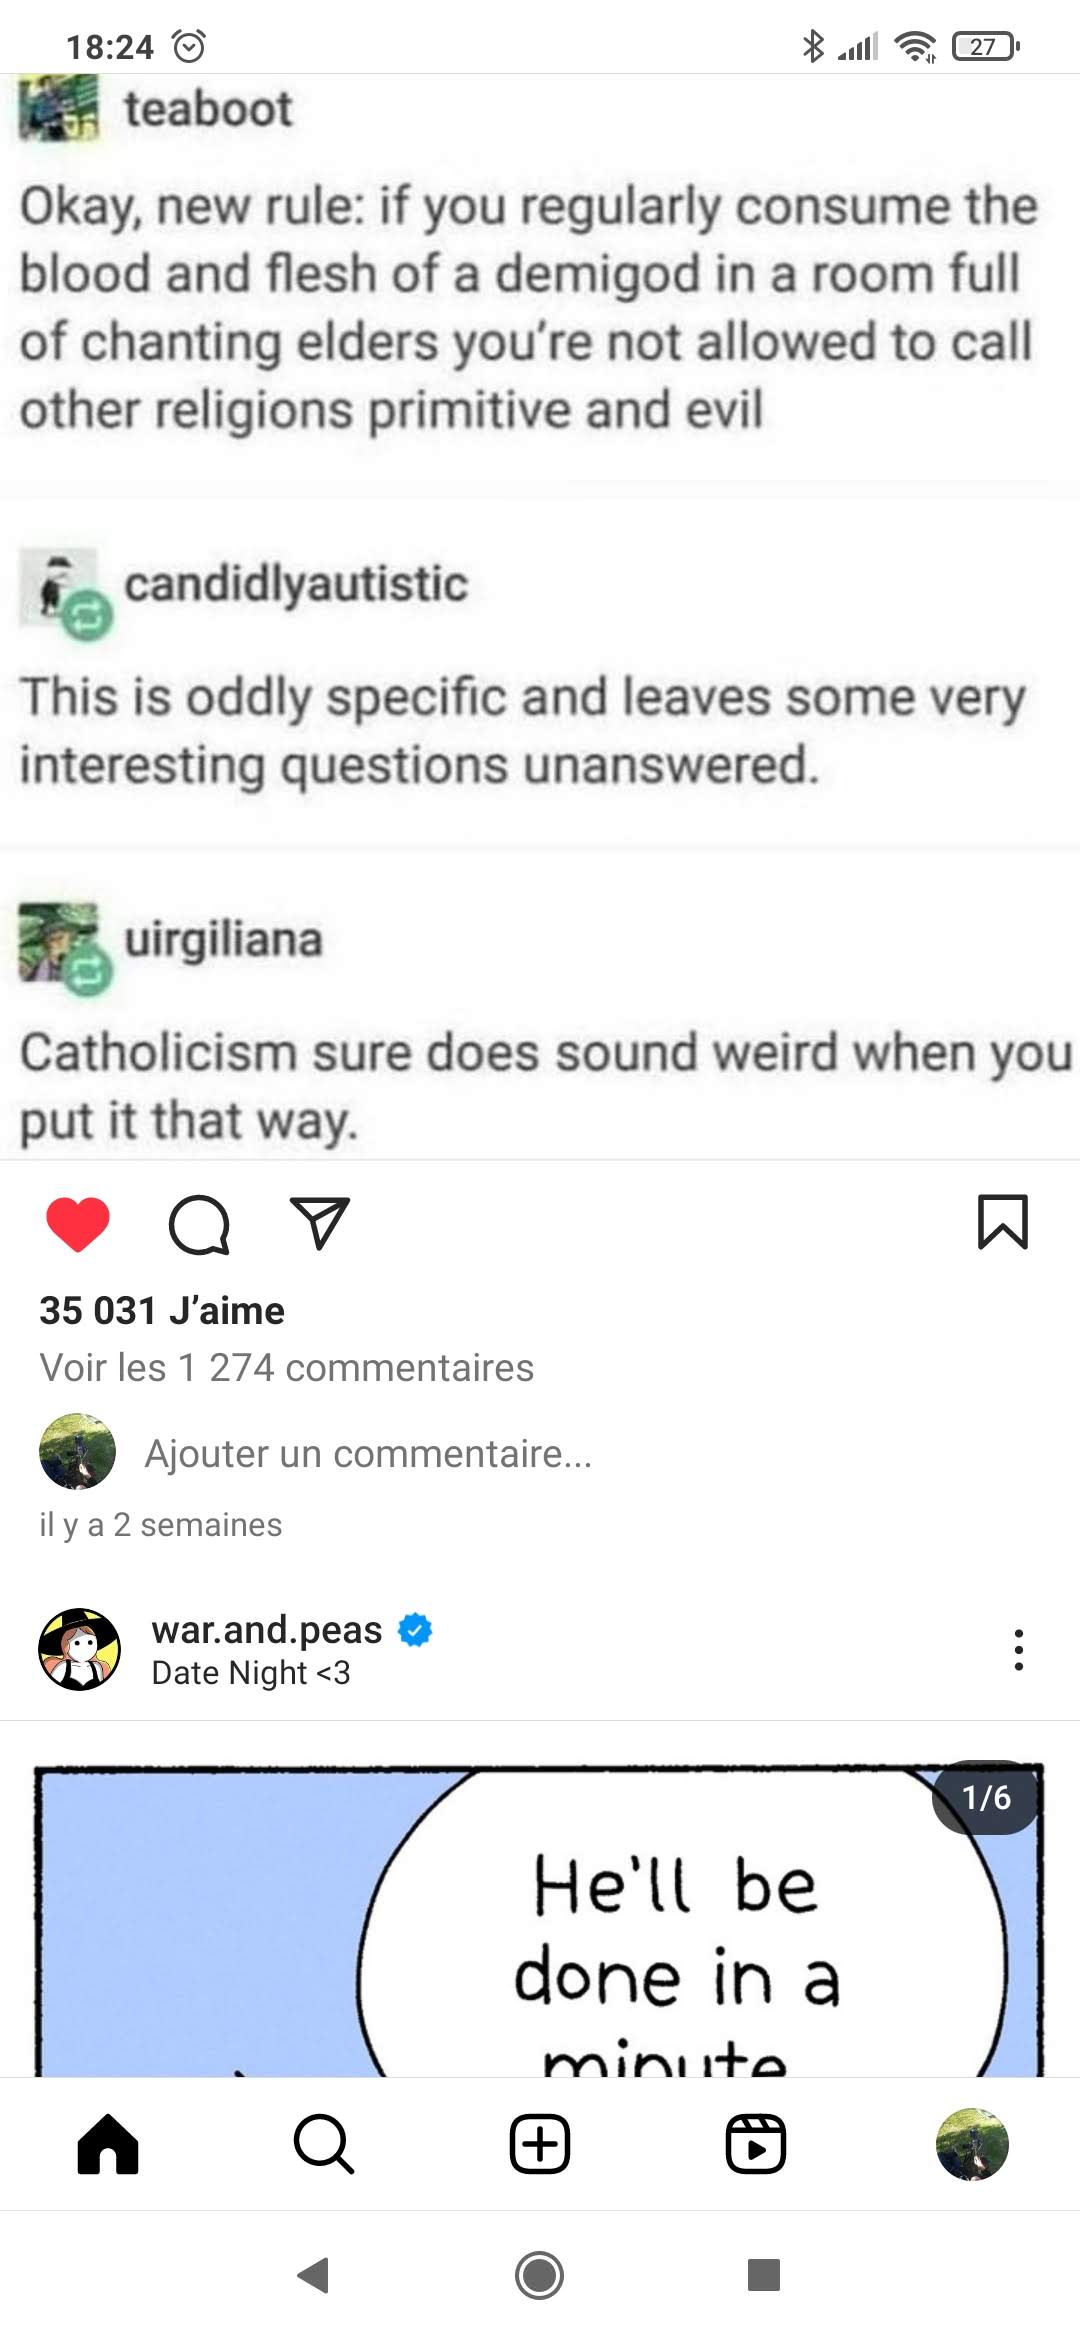 18:24
27
teaboot
Okay, new rule: if you regularly consume the
blood and flesh of a demigod in a room full
of chanting elders you’re not allowed to call
other religions primitive and evil
candidlyautistic
This is oddly specific and leaves some very
interesting questions unanswered.
uirgiliana
Catholicism sure does sound weird when you
put it that way.
35 031 J’aime
Voir les 1 274 commentaires
Ajouter un commentaire...
il y a 2 semaines
war.and.peas
Date Night <3
1/6
He'll be
done in a
minute